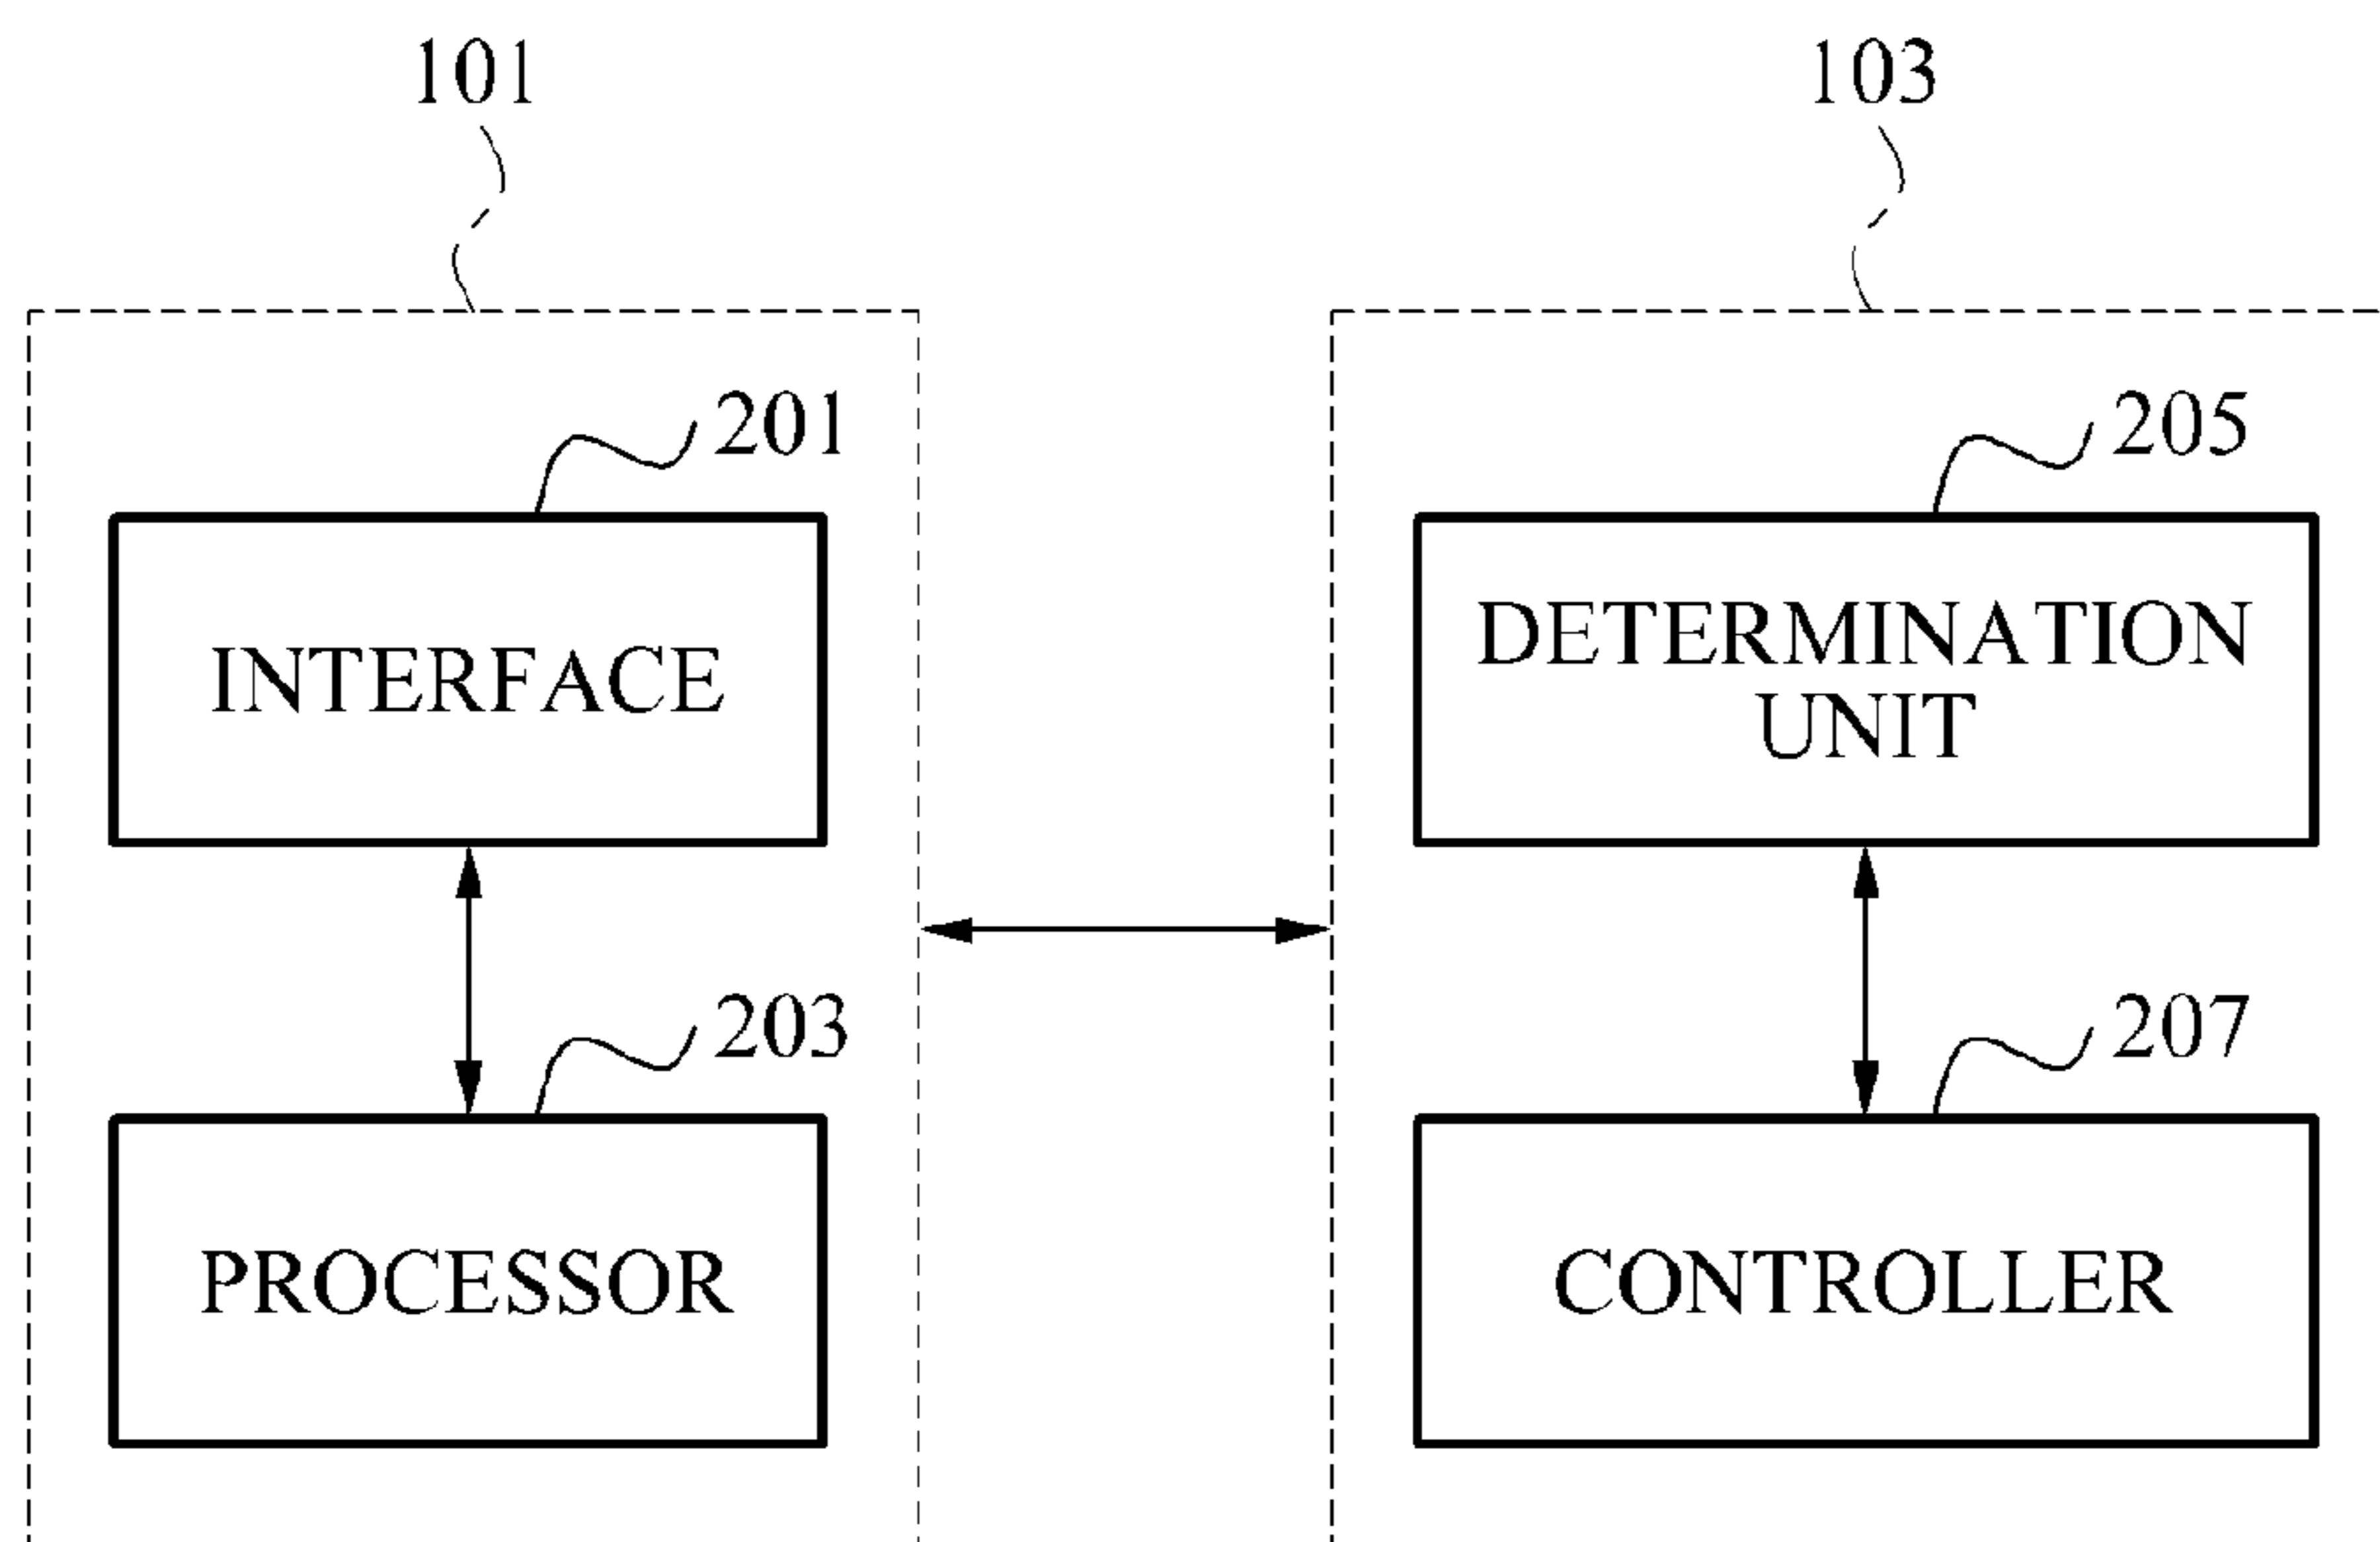 101
103
201
INTERFACE
203
PROCESSOR
205
DETERMINATION
UNIT
207
CONTROLLER